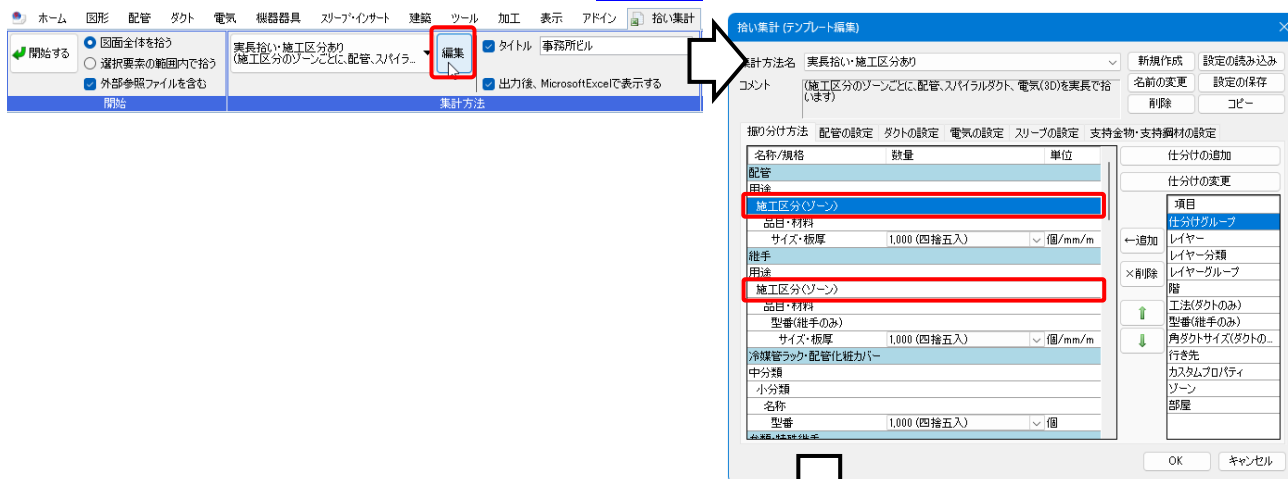 ホーム 図形 配管 ダクト 電気 機器器具 スリーブ・インサート 建築 ツール 加工 表示 アドイン 拾い集計
開始する
図面全体を拾う
選択要素の範囲内で拾う
外部参照ファイルを含む
開始
実長拾い・施工区分あり
(施工区分のゾーンごとに、配管、スパイラ...
編集
タイトル 事務所ビル
出力後、MicrosoftExcelで表示する
集計方法
拾い集計 (テンプレート編集)
集計方法名 実長拾い・施工区分あり
コメント (施工区分のゾーンごとに、配管、スパイラルダクト、電気(3D)を実長で拾
います)
新規作成 設定の読み込み
名前の変更 設定の保存
削除 コピー
振り分け方法 配管の設定 ダクトの設定 電気の設定 スリーブの設定 支持金物・支持鋼材の設定
名称/規格 数量 単位
配管
用途
施工区分(ゾーン)
品目・材料
サイズ・板厚 1,000 (四捨五入) 個/mm/m
継手
用途
施工区分(ゾーン)
品目・材料
型番(継手のみ)
サイズ・板厚 1,000 (四捨五入) 個/mm/m
冷媒管ラック・配管化粧カバー
中分類
小分類
名称
型番 1,000 (四捨五入) 個
仕分けの追加
仕分けの変更
←追加
×削除
項目
仕分けグループ
レイヤー
レイヤー分類
レイヤーグループ
階
工法(ダクトのみ)
型番(継手のみ)
角ダクトサイズ(ダクトの...
行き先
カスタムプロパティ
ゾーン
部屋
OK キャンセル